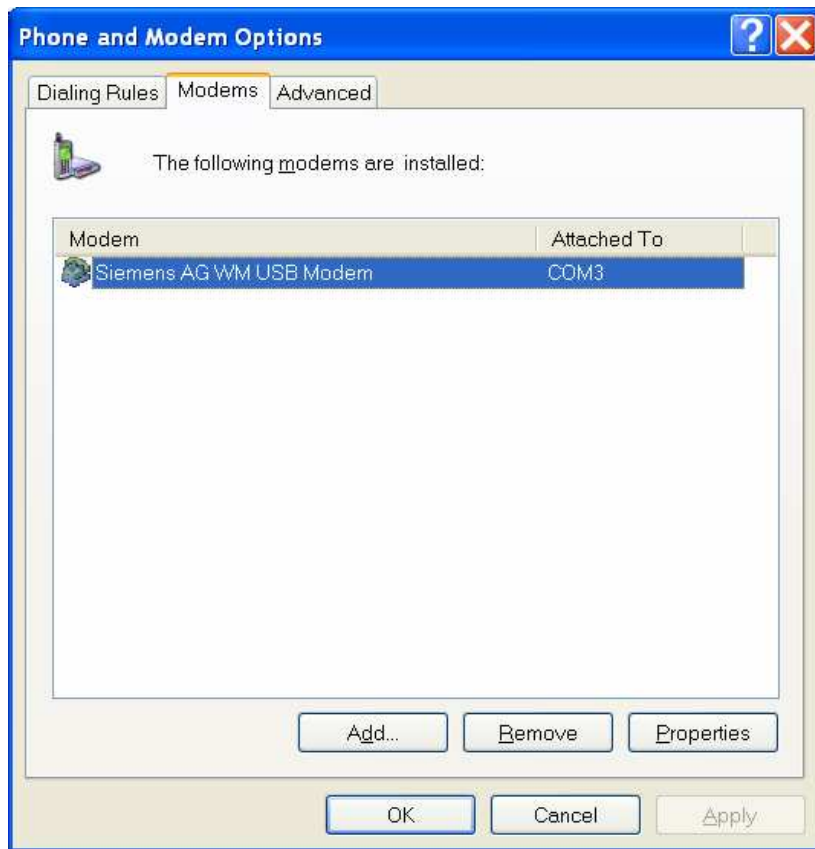 Phone and Modem Options
Dialing Rules Modems Advanced
The following modems are installed:
Modem Attached To
Siemens AG WM USB Modem COM3
Add... Remove Properties
OK Cancel Apply